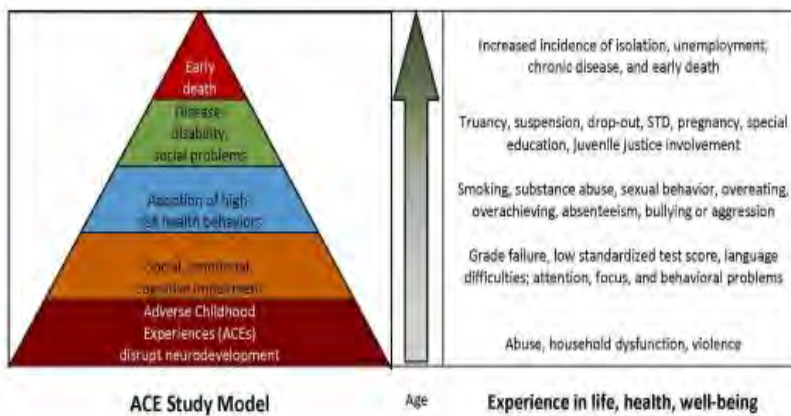 Early
death
Disease,
disability,
social problems
Adoption of high
risk health behaviors
Social, emotional,
cognitive impairment
Adverse Childhood
Experiences (ACEs)
disrupt neurodevelopment
ACE Study Model
Age
Increased incidence of isolation, unemployment,
chronic disease, and early death
Truancy, suspension, drop-out, STD, pregnancy, special
education, juvenile justice involvement
Smoking, substance abuse, sexual behavior, overeating,
overachieving, absenteeism, bullying or aggression
Grade failure, low standardized test score, language
difficulties; attention, focus, and behavioral problems
Abuse, household dysfunction, violence
Experience in life, health, well-being